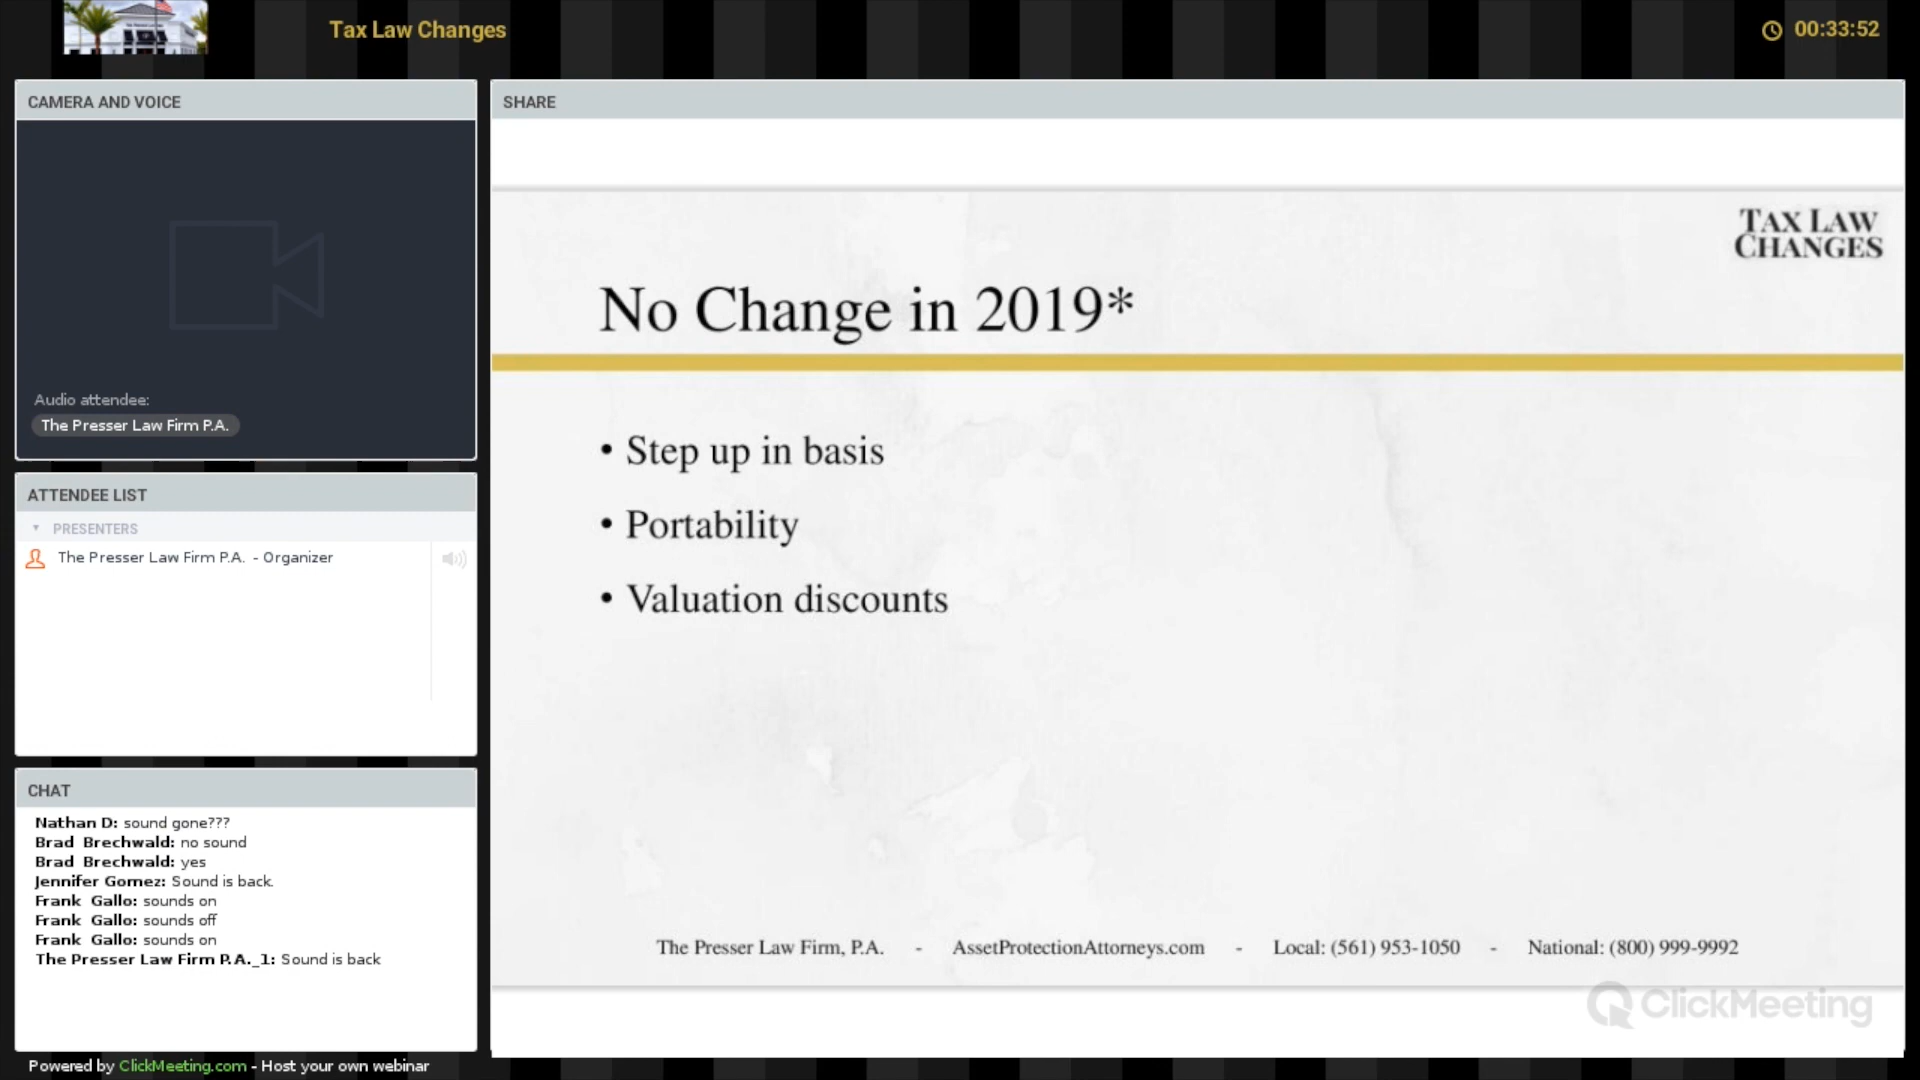 Tax Law Changes
00:33:52
CAMERA AND VOICE
Audio attendee:
The Presser Law Firm P.A.
ATTENDEE LIST
PRESENTERS
The Presser Law Firm P.A. - Organizer
CHAT
Nathan D: sound gone???
Brad Brechwald: no sound
Brad Brechwald: yes
Jennifer Gomez: Sound is back.
Frank Gallo: sounds on
Frank Gallo: sounds off
Frank Gallo: sounds on
The Presser Law Firm P.A._1: Sound is back
Powered by ClickMeeting.com - Host your own webinar
SHARE
TAX LAW
CHANGES
No Change in 2019*
• Step up in basis
• Portability
• Valuation discounts
The Presser Law Firm, P.A. - AssetProtectionAttorneys.com - Local: (561) 953-1050 - National: (800) 999-9992
ClickMeeting